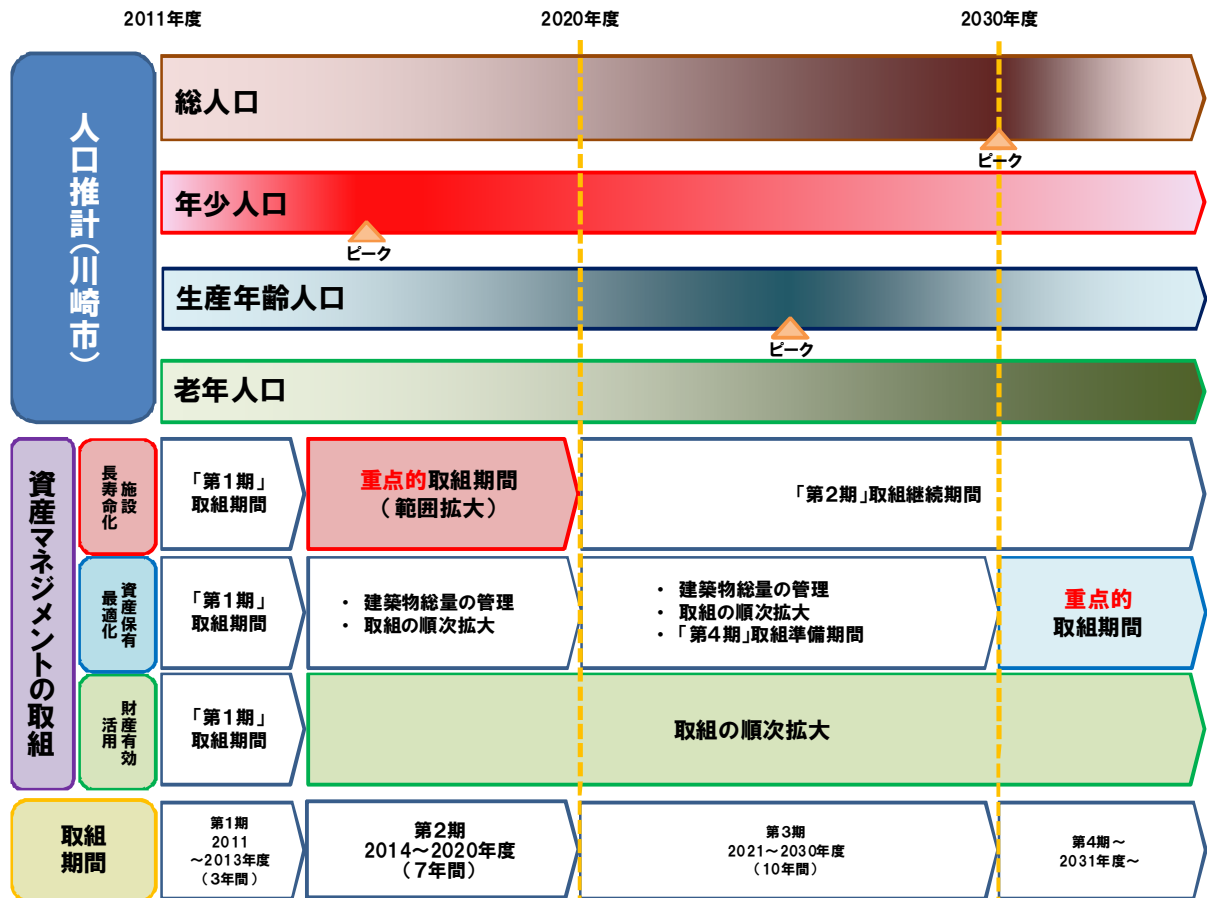 2011年度
2020年度
2030年度
人口推計(川崎市)
総人口
ピーク
年少人口
ピーク
生産年齢人口
ピーク
老年人口
資産マネジメントの取組
施設
長寿命化
「第1期」
取組期間
重点的取組期間
(範囲拡大)
「第2期」取組継続期間
資産保有
最適化
「第1期」
取組期間
・ 建築物総量の管理
・ 取組の順次拡大
・ 建築物総量の管理
・ 取組の順次拡大
・ 「第4期」取組準備期間
重点的
取組期間
財産有効
活用
「第1期」
取組期間
取組の順次拡大
取組
期間
第1期
2011
～2013年度
(3年間)
第2期
2014～2020年度
(7年間)
第3期
2021～2030年度
(10年間)
第4期～
2031年度～